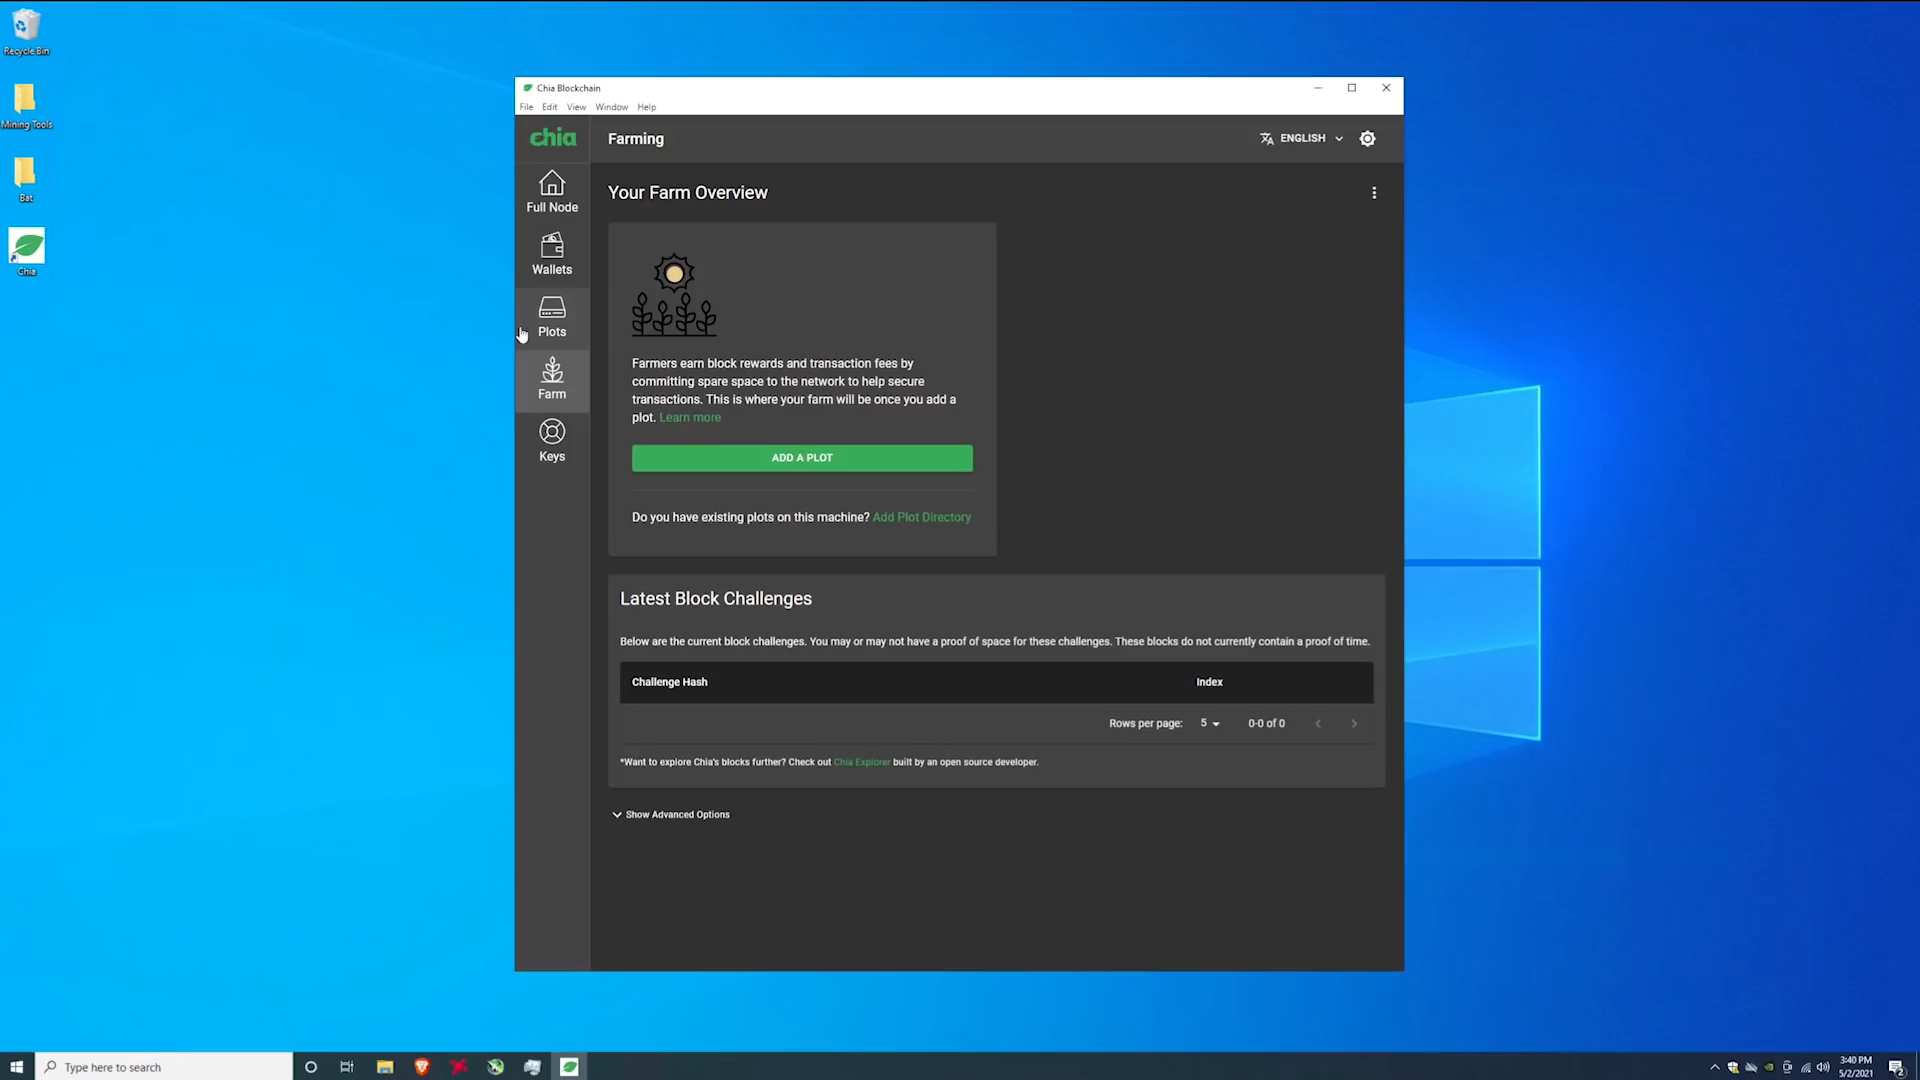 Recycle Bin
Mining Tools
Bat
Chia
Chia Blockchain
File Edit View Window Help
chia
Farming
ENGLISH
Full Node
Wallets
Plots
Farm
Keys
Your Farm Overview
Farmers earn block rewards and transaction fees by
committing spare space to the network to help secure
transactions. This is where your farm will be once you add a
plot. Learn more
ADD A PLOT
Do you have existing plots on this machine? Add Plot Directory
Latest Block Challenges
Below are the current block challenges. You may or may not have a proof of space for these challenges. These blocks do not currently contain a proof of time.
Challenge Hash Index
Rows per page: 5 0-0 of 0
*Want to explore Chia's blocks further? Check out Chia Explorer built by an open source developer.
Show Advanced Options
Type here to search
3:40 PM
5/2/2021
2